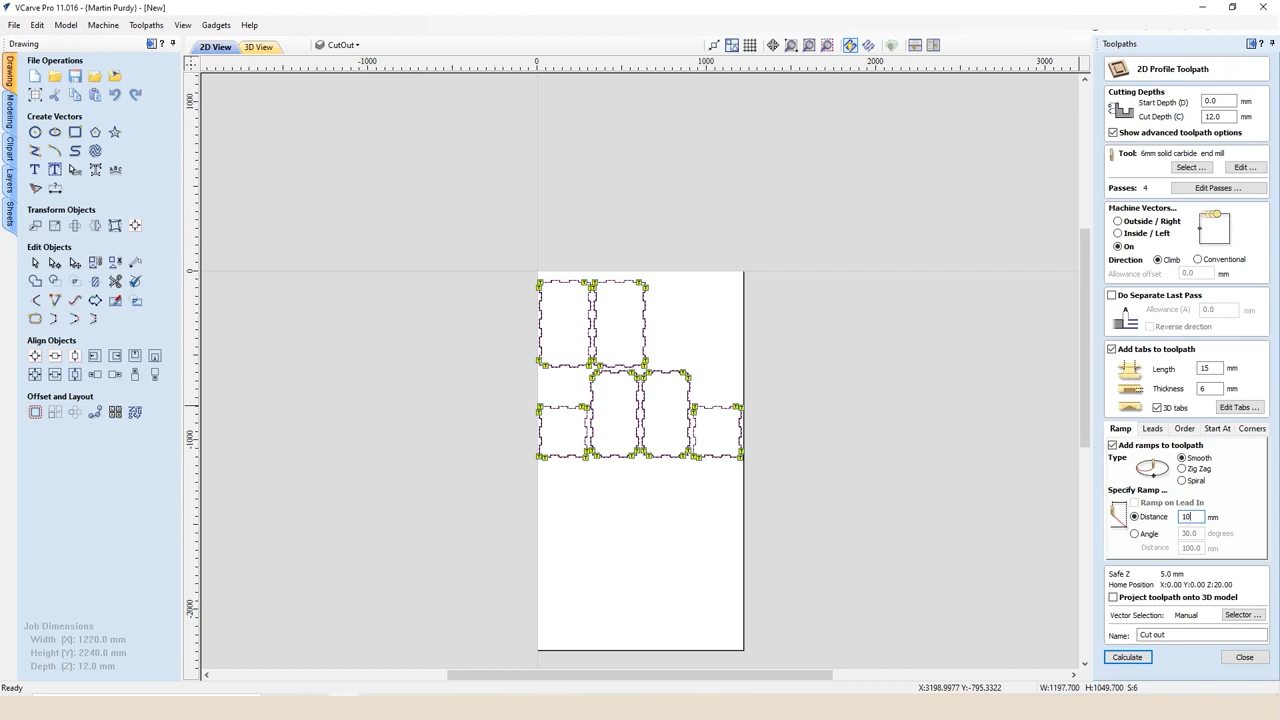 VCarve Pro 11.016 - {Martin Purdy} - [New]
File Edit Model Toolpaths View Gadgets Help
Drawing
2D View 3D View CutOut
Toolpaths
File Operations
Create Vectors
Transform Objects
Edit Objects
Align Objects
Offset and Layout
Job Dimensions
Width (X): 1220.0 mm
Height (Y): 2240.0 mm
Depth (Z): 12.0 mm
Drawing
Modeling
Clipart
Layers
Sheets
-1000 0 1000 2000 3000
1000
0
-1000
-2000
2D Profile Toolpath
Cutting Depths
Start Depth (D) 0.0 mm
Cut Depth (C) 12.0 mm
Show advanced toolpath options
Tool: 6mm solid carbide end mill
Select ... Edit ...
Passes: 4 Edit Passes ...
Machine Vectors...
Outside / Right
Inside / Left
On
Direction Climb Conventional
Allowance offset 0.0 mm
Do Separate Last Pass
Allowance (A) 0.0 mm
Reverse direction
Add tabs to toolpath
Length 15 mm
Thickness 6 mm
3D tabs Edit Tabs ...
Ramp Leads Order Start At Corners
Add ramps to toolpath
Type Smooth
Zig Zag
Spiral
Specify Ramp ...
Ramp on Lead In
Distance 10 mm
Angle 30.0 degrees
Distance 100.0 mm
Safe Z 5.0 mm
Home Position X:0.00 Y:0.00 Z:20.00
Project toolpath onto 3D model
Vector Selection: Manual Selector ...
Name: Cut out
Calculate Close
Ready X:3198.9977 Y:-795.3322 W:1197.700 H:1049.700 S:6